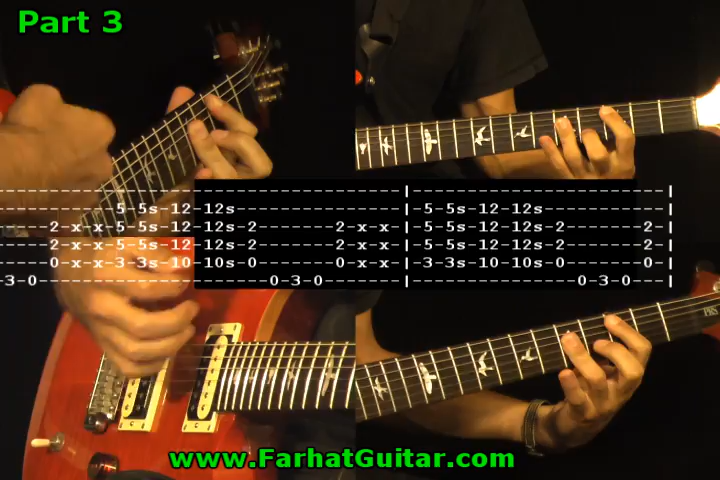 Part 3
------------------------------------------|---------------------------|
------------5-5s-12-12s-------------------|-5-5s-12-12s---------------|
-----2-x-x-5-5s-12-12s-2--------2-x-x-|-5-5s-12-12s-2--------2-|
-----2-x-x-5-5s-12-12s-2--------2-x-x-|-5-5s-12-12s-2--------2-|
-----0-x-x-3-3s-10-10s-0--------0-x-x-|-3-3s-10-10s-0--------0-|
-3-0------------------------0-3-0-------|------------------0-3-0---|
PRS
www.FarhatGuitar.com